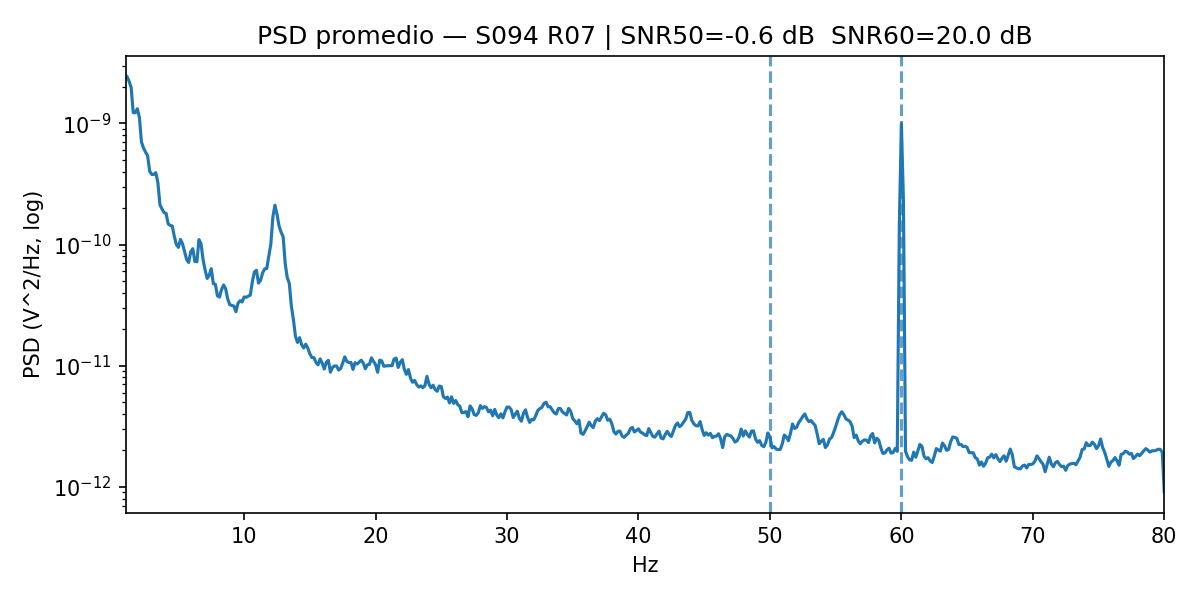 PSD promedio — S094 R07 | SNR50=-0.6 dB  SNR60=20.0 dB
PSD (V^2/Hz, log)
10⁻⁹
10⁻¹⁰
10⁻¹¹
10⁻¹²
10 20 30 40 50 60 70 80
Hz